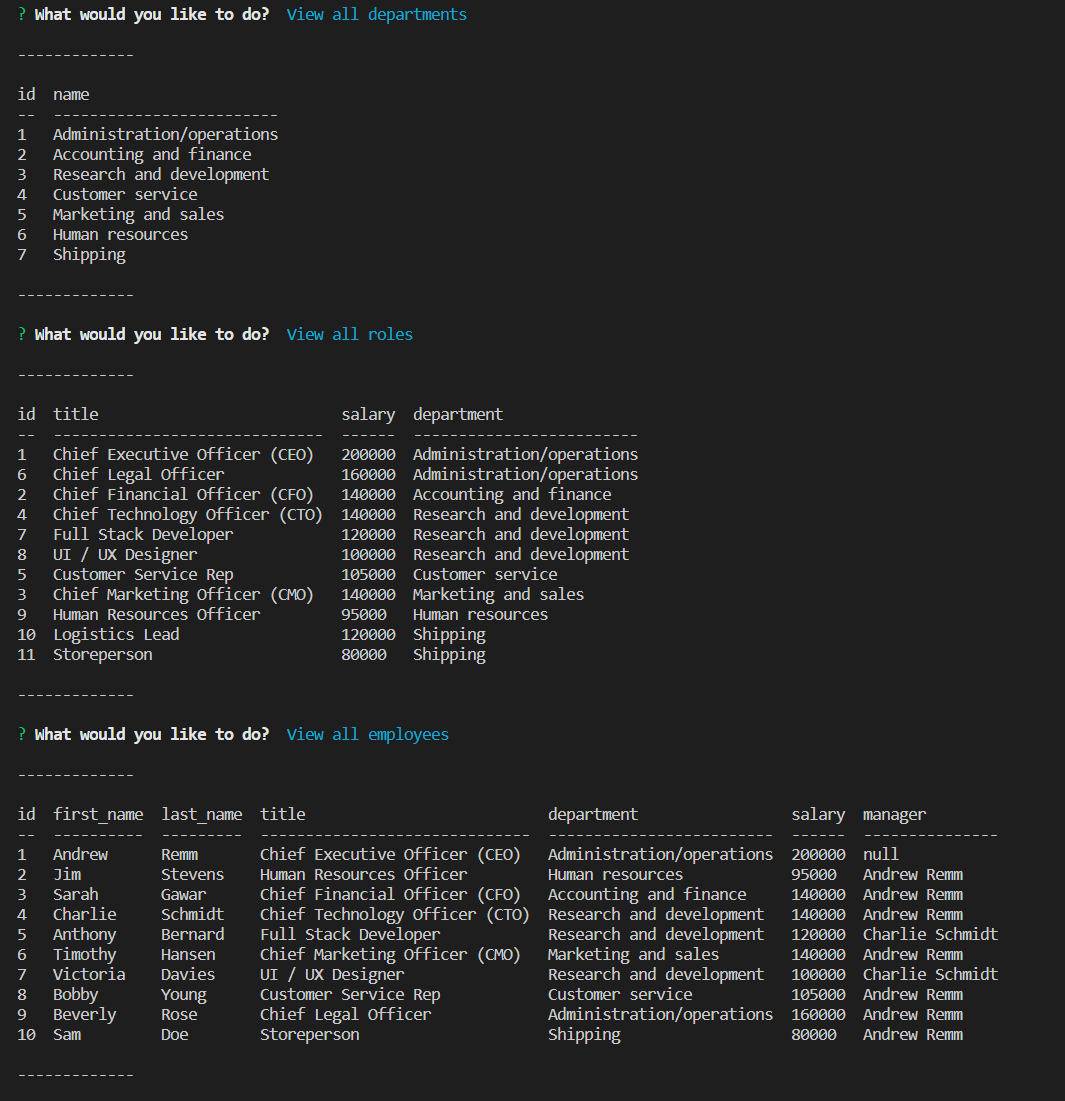 ? What would you like to do?  View all departments
-------------
id  name
--  -------------------------
1   Administration/operations
2   Accounting and finance
3   Research and development
4   Customer service
5   Marketing and sales
6   Human resources
7   Shipping
-------------
? What would you like to do?  View all roles
-------------
id  title                           salary  department
--  ------------------------------  ------  -------------------------
1   Chief Executive Officer (CEO)   200000  Administration/operations
6   Chief Legal Officer             160000  Administration/operations
2   Chief Financial Officer (CFO)   140000  Accounting and finance
4   Chief Technology Officer (CTO)  140000  Research and development
7   Full Stack Developer            120000  Research and development
8   UI / UX Designer                100000  Research and development
5   Customer Service Rep            105000  Customer service
3   Chief Marketing Officer (CMO)   140000  Marketing and sales
9   Human Resources Officer         95000   Human resources
10  Logistics Lead                  120000  Shipping
11  Storeperson                     80000   Shipping
-------------
? What would you like to do?  View all employees
-------------
id  first_name  last_name  title                           department                 salary  manager
--  ----------  ---------  ------------------------------  -------------------------  ------  ---------------
1   Andrew      Remm       Chief Executive Officer (CEO)   Administration/operations  200000  null
2   Jim         Stevens    Human Resources Officer         Human resources            95000   Andrew Remm
3   Sarah       Gawar      Chief Financial Officer (CFO)   Accounting and finance     140000  Andrew Remm
4   Charlie     Schmidt    Chief Technology Officer (CTO)  Research and development   140000  Andrew Remm
5   Anthony     Bernard    Full Stack Developer            Research and development   120000  Charlie Schmidt
6   Timothy     Hansen     Chief Marketing Officer (CMO)   Marketing and sales        140000  Andrew Remm
7   Victoria    Davies     UI / UX Designer                Research and development   100000  Charlie Schmidt
8   Bobby       Young      Customer Service Rep            Customer service           105000  Andrew Remm
9   Beverly     Rose       Chief Legal Officer             Administration/operations  160000  Andrew Remm
10  Sam         Doe        Storeperson                     Shipping                   80000   Andrew Remm
-------------